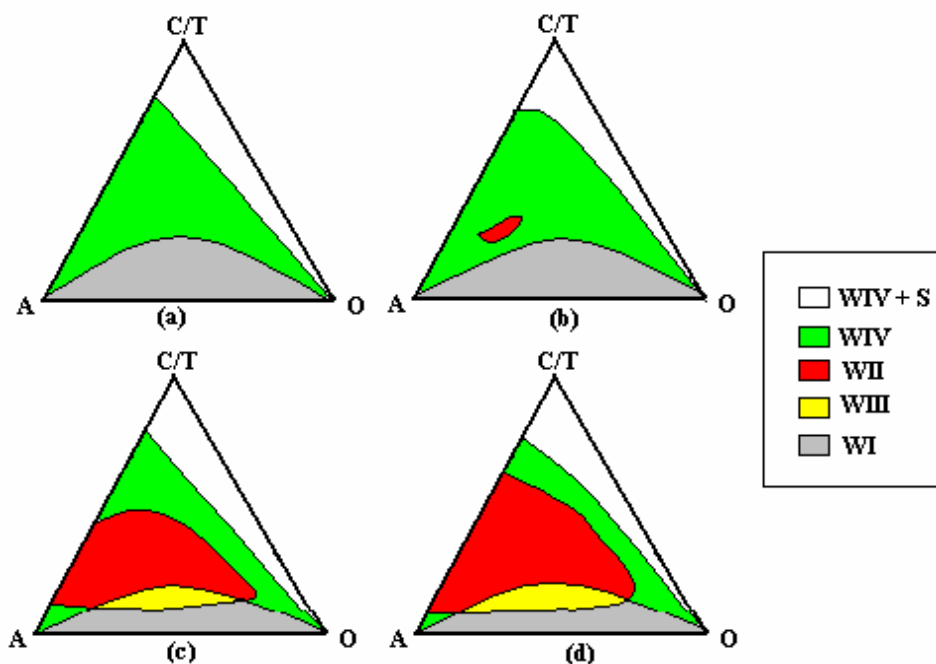 C/T
C/T
A
O
(a)
A
O
(b)
C/T
C/T
A
O
(c)
A
O
(d)
WIV + S
WIV
WII
WIII
WI